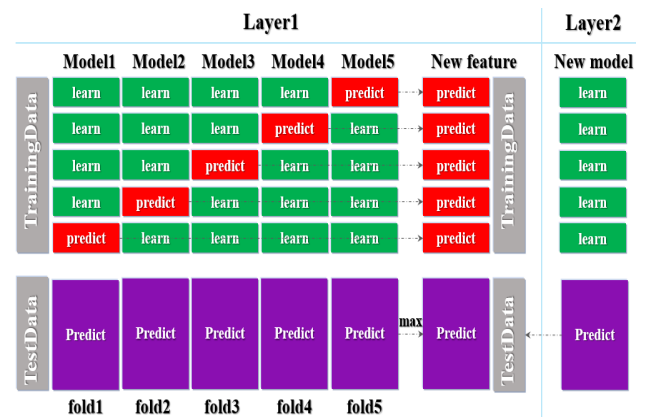 Layer1
Layer2
Model1 Model2 Model3 Model4 Model5 New feature New model
TrainingData
learn learn learn learn predict predict learn
learn learn learn predict learn predict learn
learn learn predict learn learn predict learn
learn predict learn learn learn predict learn
predict learn learn learn learn predict learn
TrainingData
TestData
Predict Predict Predict Predict Predict max Predict Predict
TestData
fold1 fold2 fold3 fold4 fold5